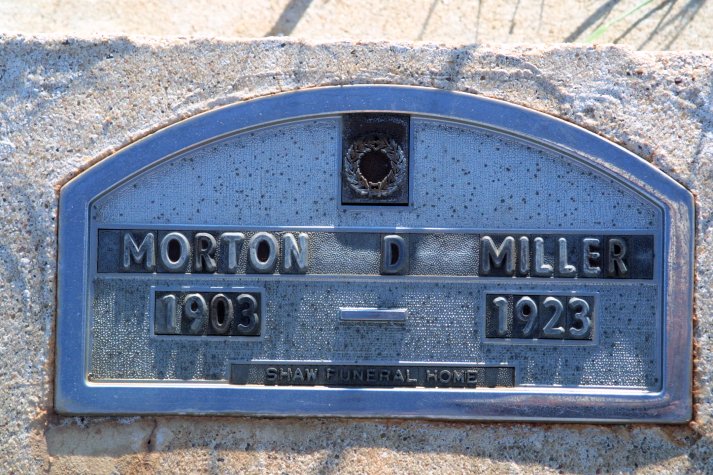 MORTON D MILLER
1903 – 1923
SHAW FUNERAL HOME